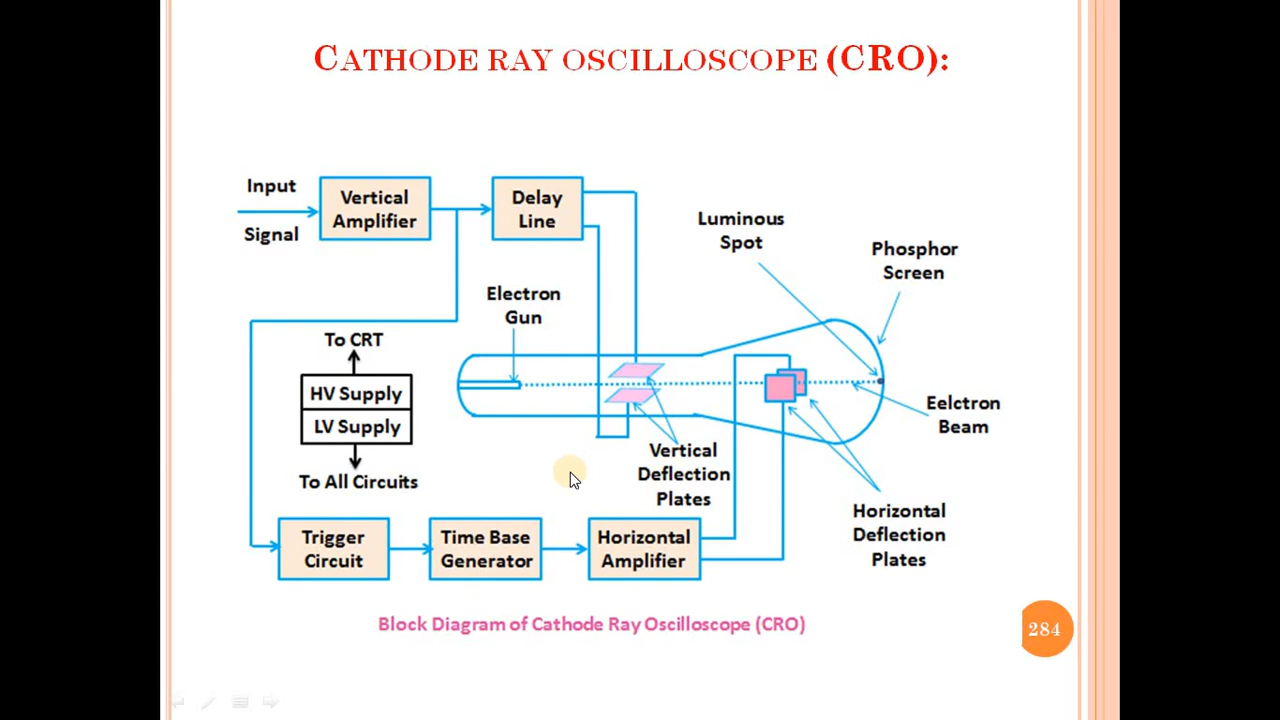 CATHODE RAY OSCILLOSCOPE (CRO):
Input
Signal
Vertical
Amplifier
Delay
Line
Luminous
Spot
Phosphor
Screen
Electron
Gun
To CRT
HV Supply
LV Supply
To All Circuits
Eelctron
Beam
Vertical
Deflection
Plates
Horizontal
Deflection
Plates
Trigger
Circuit
Time Base
Generator
Horizontal
Amplifier
Block Diagram of Cathode Ray Oscilloscope (CRO)
284